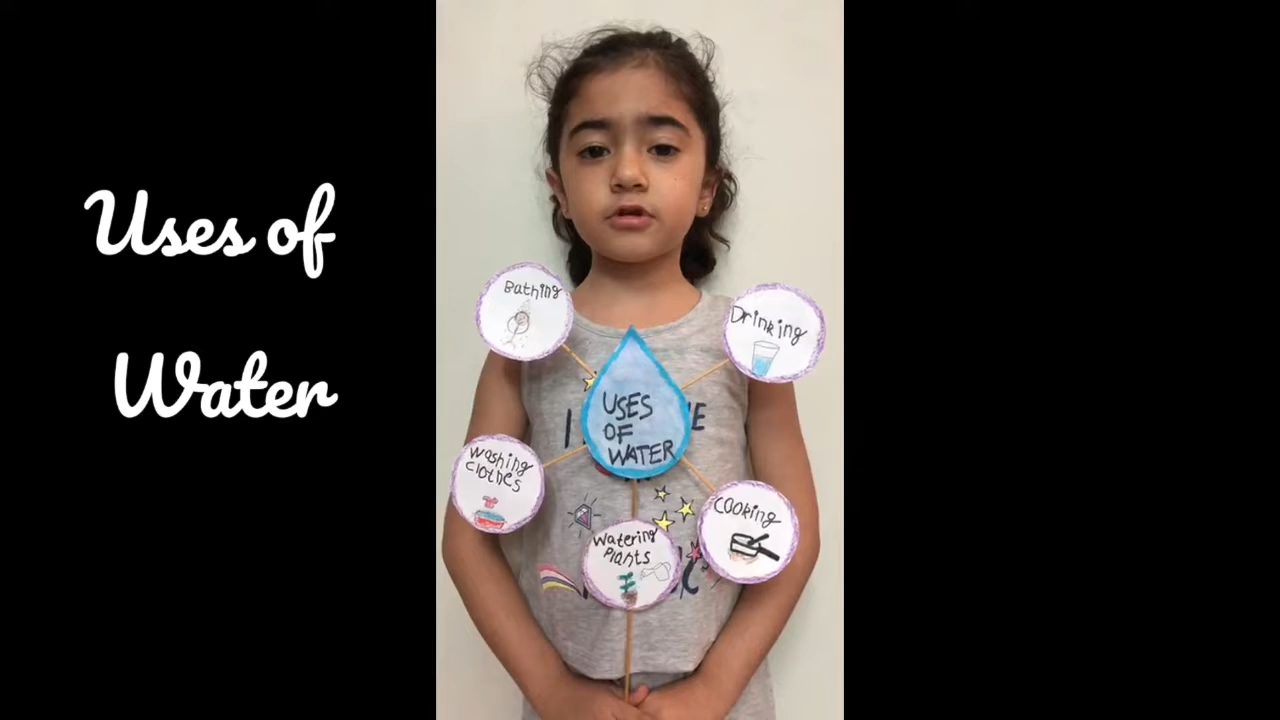 Uses of
Water
Bathing
Drinking
USES
OF
WATER
Washing
clothes
Cooking
Watering
Plants
I
E